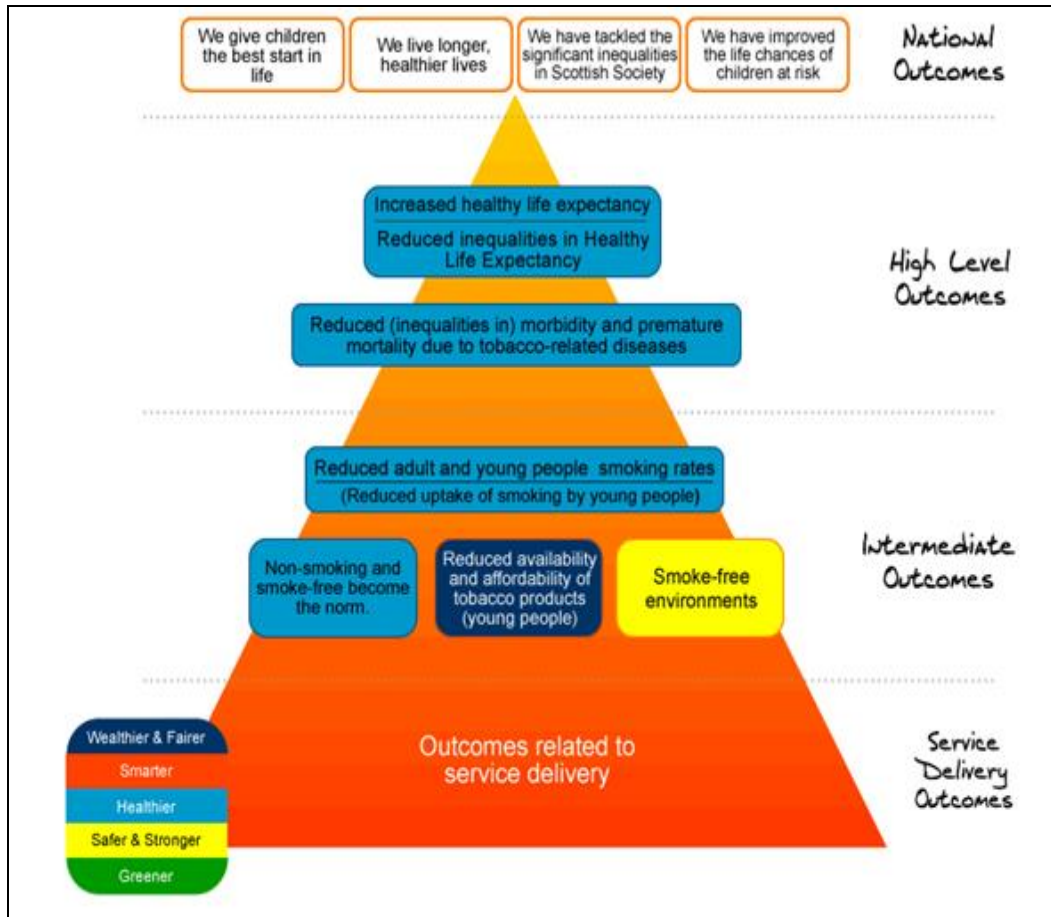 We give children
the best start in
life
We live longer,
healthier lives
We have tackled the
significant inequalities
in Scottish Society
We have improved
the life chances of
children at risk
National
Outcomes
Increased healthy life expectancy
Reduced inequalities in Healthy
Life Expectancy
High Level
Outcomes
Reduced (inequalities in) morbidity and premature
mortality due to tobacco-related diseases
Reduced adult and young people smoking rates
(Reduced uptake of smoking by young people)
Non-smoking and
smoke-free become
the norm.
Reduced availability
and affordability of
tobacco products
(young people)
Smoke-free
environments
Intermediate
Outcomes
Wealthier & Fairer
Smarter
Healthier
Safer & Stronger
Greener
Outcomes related to
service delivery
Service
Delivery
Outcomes